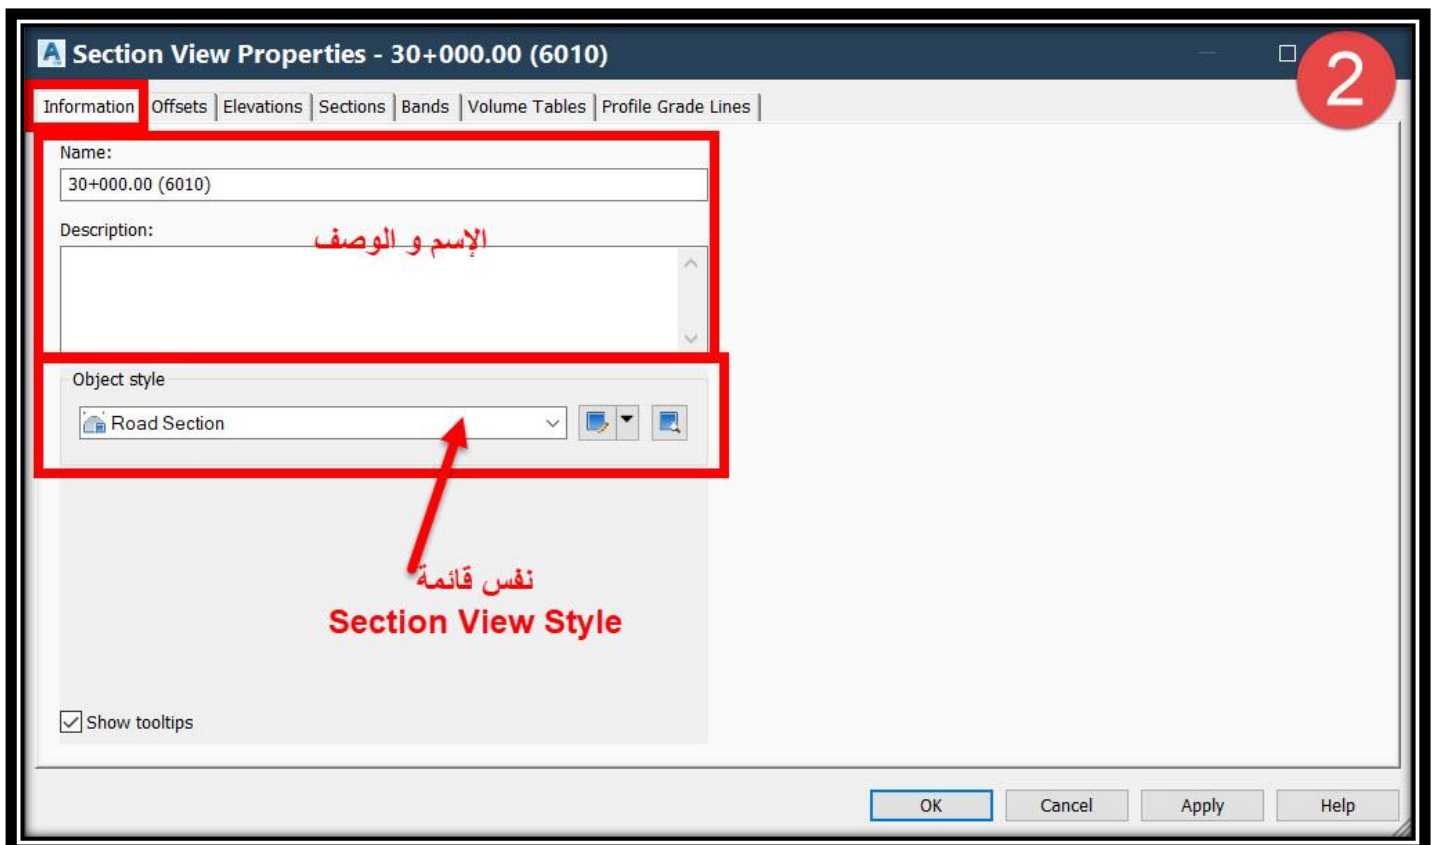 Section View Properties - 30+000.00 (6010)
2
Information Offsets Elevations Sections Bands Volume Tables Profile Grade Lines
Name:
30+000.00 (6010)
Description:
الإسم و الوصف
Object style
Road Section
نفس قائمة
Section View Style
Show tooltips
OK Cancel Apply Help